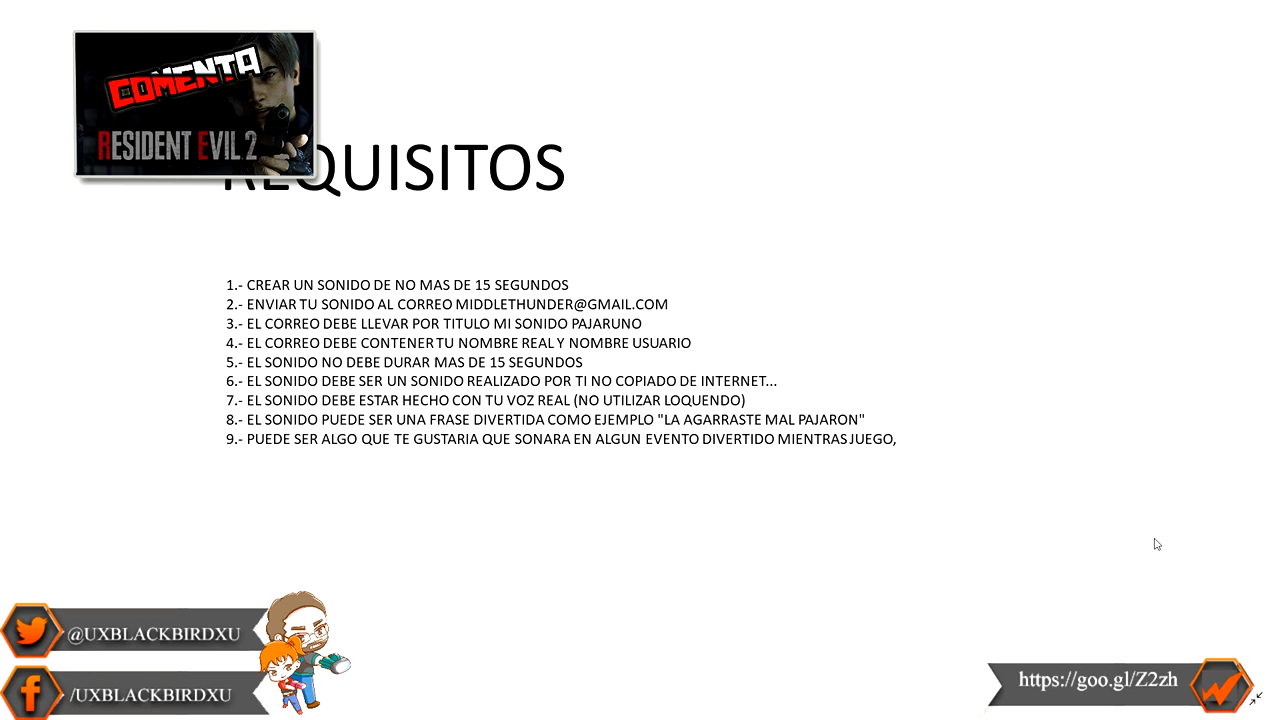 COMENTA
RESIDENT EVIL 2
REQUISITOS
1.- CREAR UN SONIDO DE NO MAS DE 15 SEGUNDOS
2.- ENVIAR TU SONIDO AL CORREO MIDDLETHUNDER@GMAIL.COM
3.- EL CORREO DEBE LLEVAR POR TITULO MI SONIDO PAJARUNO
4.- EL CORREO DEBE CONTENER TU NOMBRE REAL Y NOMBRE USUARIO
5.- EL SONIDO NO DEBE DURAR MAS DE 15 SEGUNDOS
6.- EL SONIDO DEBE SER UN SONIDO REALIZADO POR TI NO COPIADO DE INTERNET...
7.- EL SONIDO DEBE ESTAR HECHO CON TU VOZ REAL (NO UTILIZAR LOQUENDO)
8.- EL SONIDO PUEDE SER UNA FRASE DIVERTIDA COMO EJEMPLO "LA AGARRASTE MAL PAJARON"
9.- PUEDE SER ALGO QUE TE GUSTARIA QUE SONARA EN ALGUN EVENTO DIVERTIDO MIENTRAS JUEGO,
@UXBLACKBIRDXU
/UXBLACKBIRDXU
https://goo.gl/Z2zh